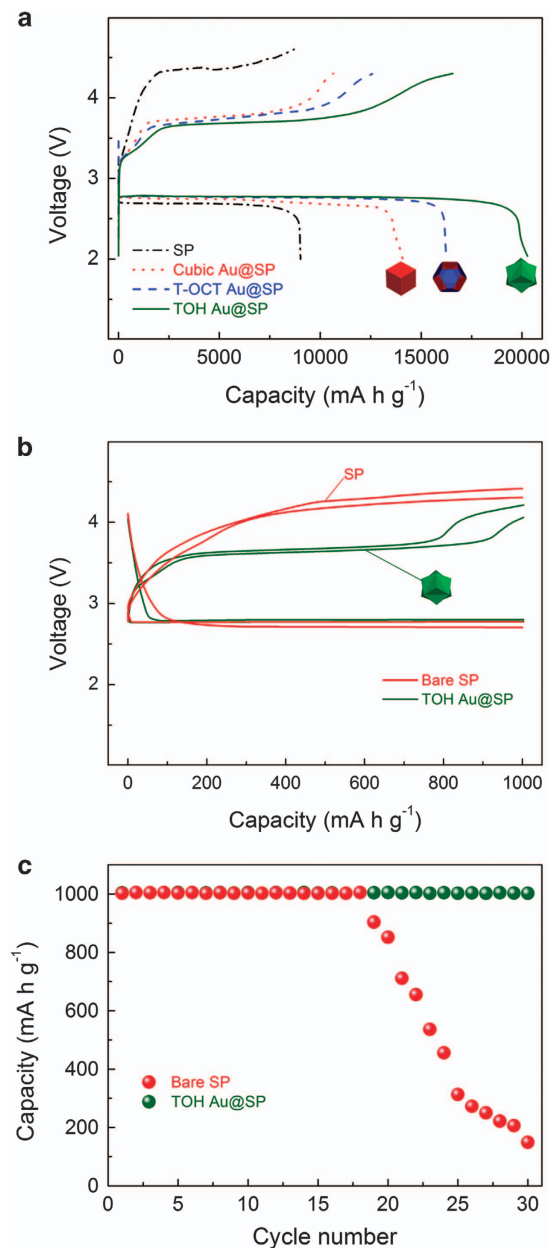 a
Voltage (V)
4
3
2
SP
Cubic Au@SP
T-OCT Au@SP
TOH Au@SP
0 5000 10000 15000 20000
Capacity (mA h g⁻¹)
b
Voltage (V)
4
3
2
SP
Bare SP
TOH Au@SP
0 200 400 600 800 1000
Capacity (mA h g⁻¹)
c
Capacity (mA h g⁻¹)
1000
800
600
400
200
0
Bare SP
TOH Au@SP
0 5 10 15 20 25 30
Cycle number